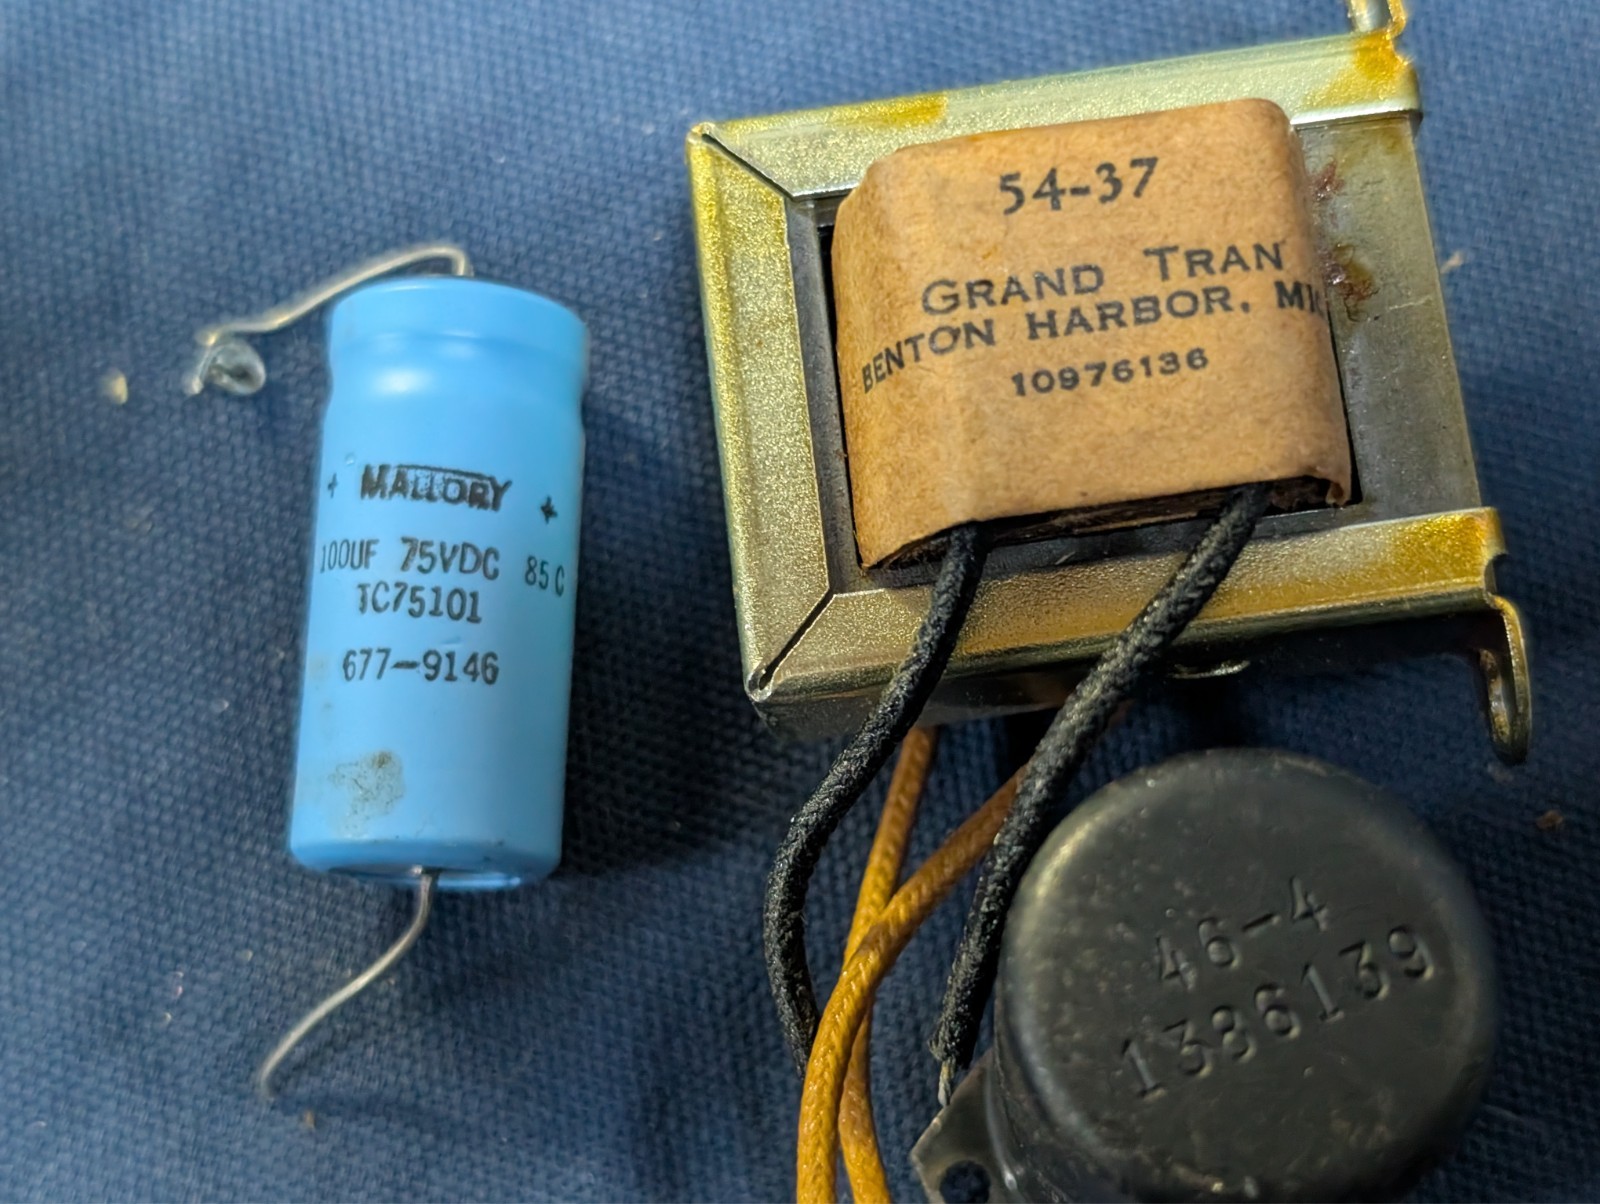 + MALLORY +
100UF 75VDC 85C
TC75101
677-9146
54-37
GRAND TRAN
BENTON HARBOR, MI
10976136
46-4
1386139